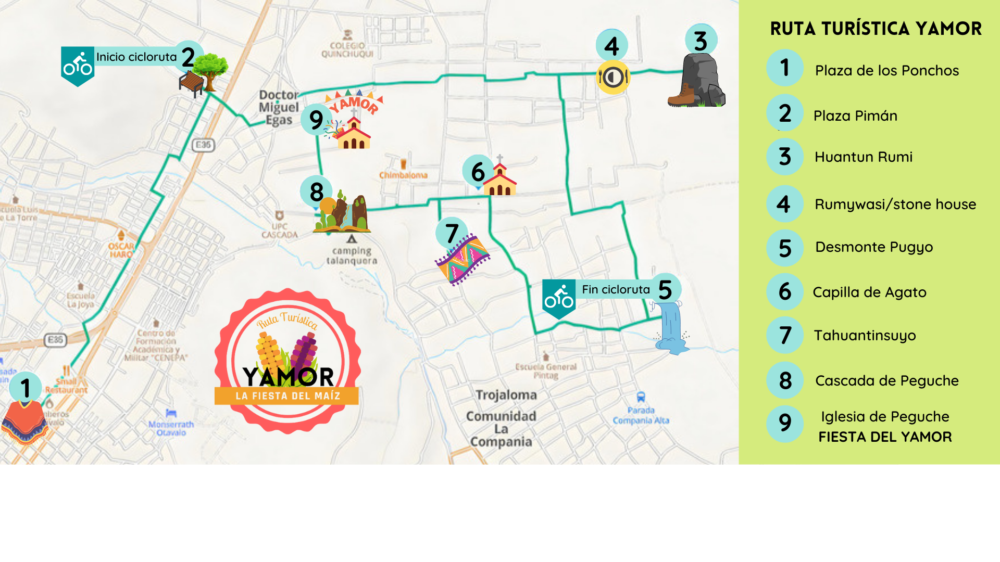 RUTA TURÍSTICA YAMOR
1 Plaza de los Ponchos
2 Plaza Pimán
3 Huantun Rumi
4 Rumywasi/stone house
5 Desmonte Pugyo
6 Capilla de Agato
7 Tahuantinsuyo
8 Cascada de Peguche
9 Iglesia de Peguche
FIESTA DEL YAMOR
Inicio cicloruta 2
COLEGIO
QUINCHUQUI
4
3
Doctor
Miguel
Egas
YAMOR
9
E35
Chimbaloma
6
8
La Torre
UPC
CASCADA
7
OSCAR
HARO
camping
talanquera
Fin cicloruta 5
Escuela
La Joya
Ruta Turística
YAMOR
LA FIESTA DEL MAÍZ
E35
Centro de
Formación
Académica y
Militar "CENEPA"
Escuela General
Pintag
Small
Restaurant
1
Trojaloma
Comunidad
La
Compania
Parada
Compania Alta
Monserrath
Otavalo